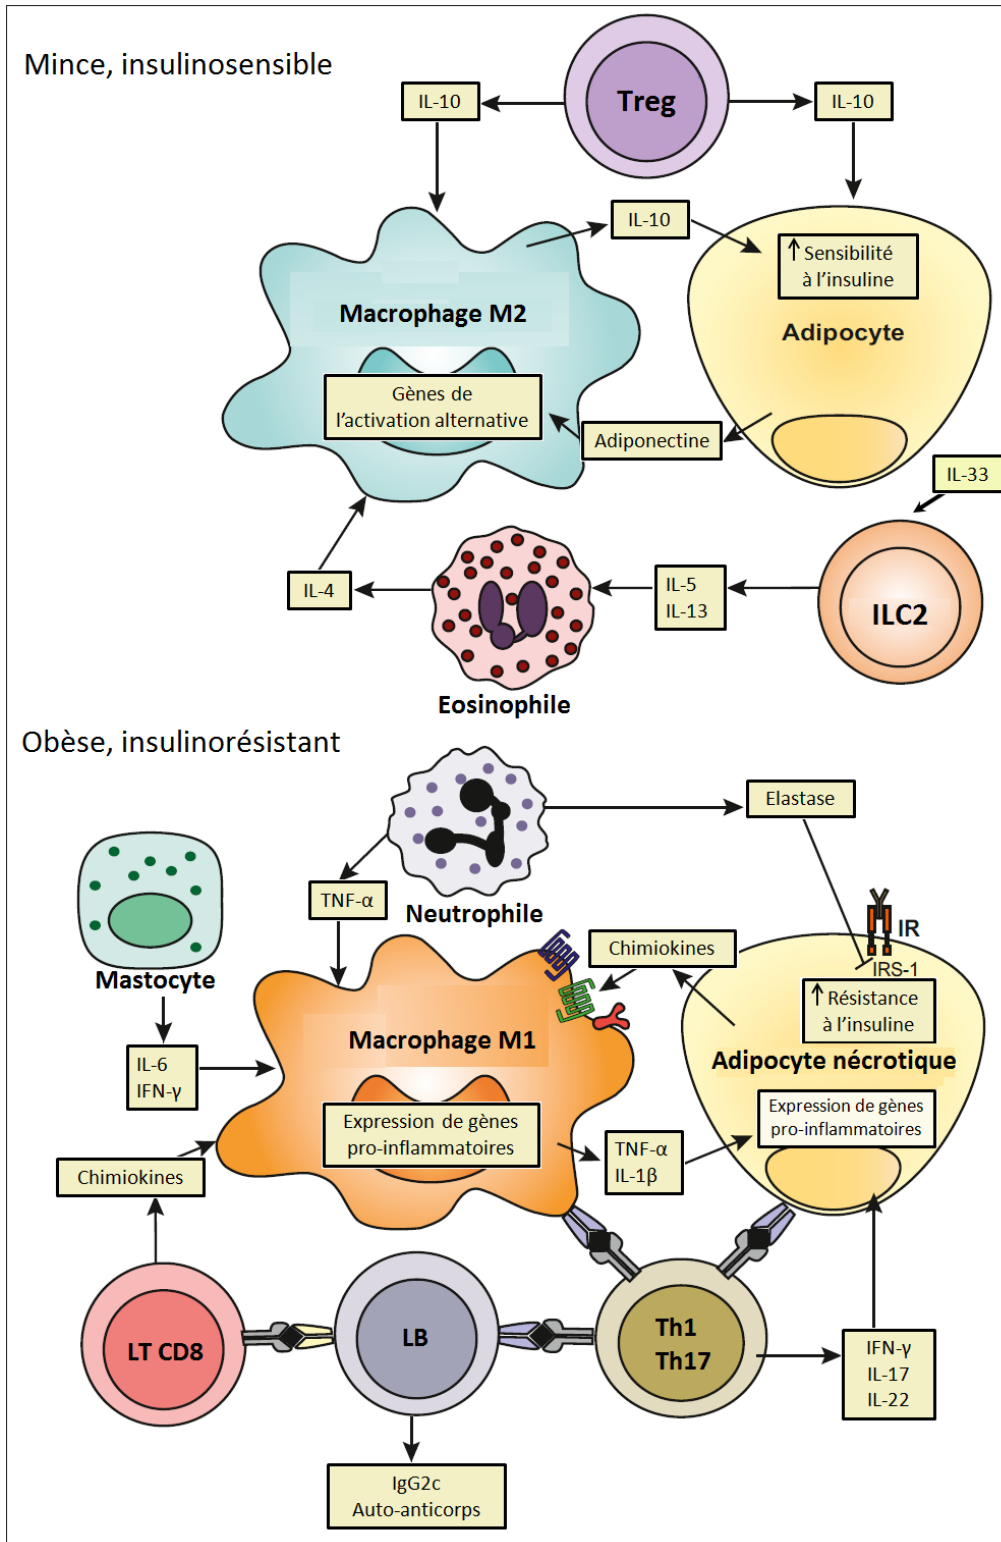 Mince, insulinosensible
Treg
IL-10
IL-10
IL-10
↑ Sensibilité
à l'insuline
Macrophage M2
Adipocyte
Gènes de
l'activation alternative
Adiponectine
IL-33
IL-4
IL-5
IL-13
ILC2
Eosinophile
Obèse, insulinorésistant
Elastase
TNF-α
Neutrophile
IR
Chimiokines
IRS-1
Mastocyte
↑ Résistance
à l'insuline
Macrophage M1
Adipocyte nécrotique
IL-6
IFN-γ
Expression de gènes
pro-inflammatoires
Expression de gènes
pro-inflammatoires
TNF-α
IL-1β
Chimiokines
LT CD8
LB
Th1
Th17
IFN-γ
IL-17
IL-22
IgG2c
Auto-anticorps